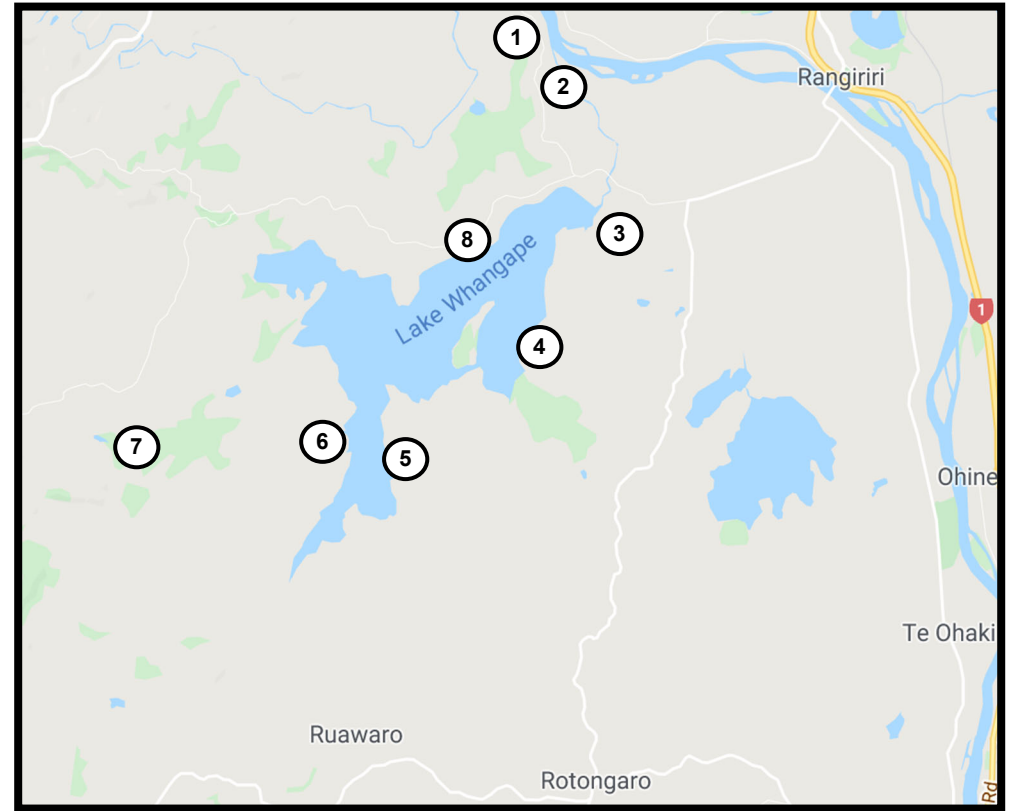 1
2
Rangiriri
8
3
Lake Whangape
1
4
6
5
7
Ohine
Te Ohaki
Ruawaro
Rotongaro
Rd